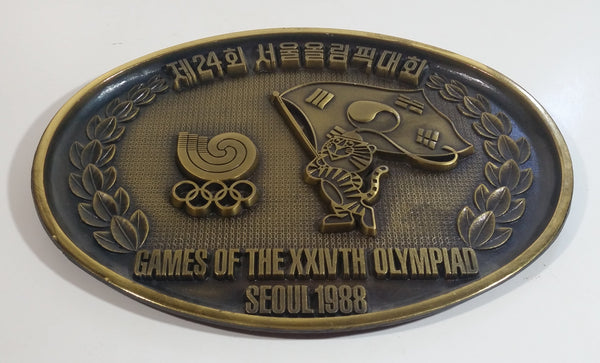 제24회 서울올림픽대회
GAMES OF THE XXIVTH OLYMPIAD
SEOUL 1988